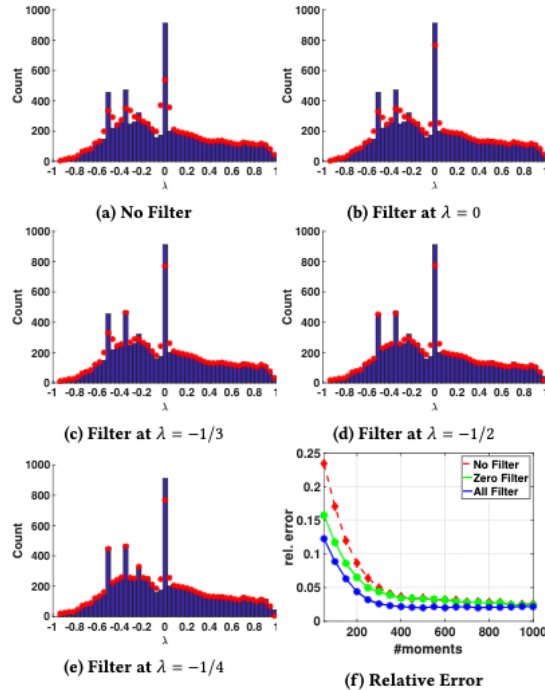 1000
800
600
400
200
0
Count
-1 -0.8 -0.6 -0.4 -0.2 0 0.2 0.4 0.6 0.8 1
λ
(a) No Filter
1000
800
600
400
200
0
Count
-1 -0.8 -0.6 -0.4 -0.2 0 0.2 0.4 0.6 0.8 1
λ
(b) Filter at λ = 0
1000
800
600
400
200
0
Count
-1 -0.8 -0.6 -0.4 -0.2 0 0.2 0.4 0.6 0.8 1
λ
(c) Filter at λ = −1/3
1000
800
600
400
200
0
Count
-1 -0.8 -0.6 -0.4 -0.2 0 0.2 0.4 0.6 0.8 1
λ
(d) Filter at λ = −1/2
1000
800
600
400
200
0
Count
-1 -0.8 -0.6 -0.4 -0.2 0 0.2 0.4 0.6 0.8 1
λ
(e) Filter at λ = −1/4
0.25
0.2
0.15
0.1
0.05
0
rel. error
No Filter
Zero Filter
All Filter
200 400 600 800 1000
#moments
(f) Relative Error